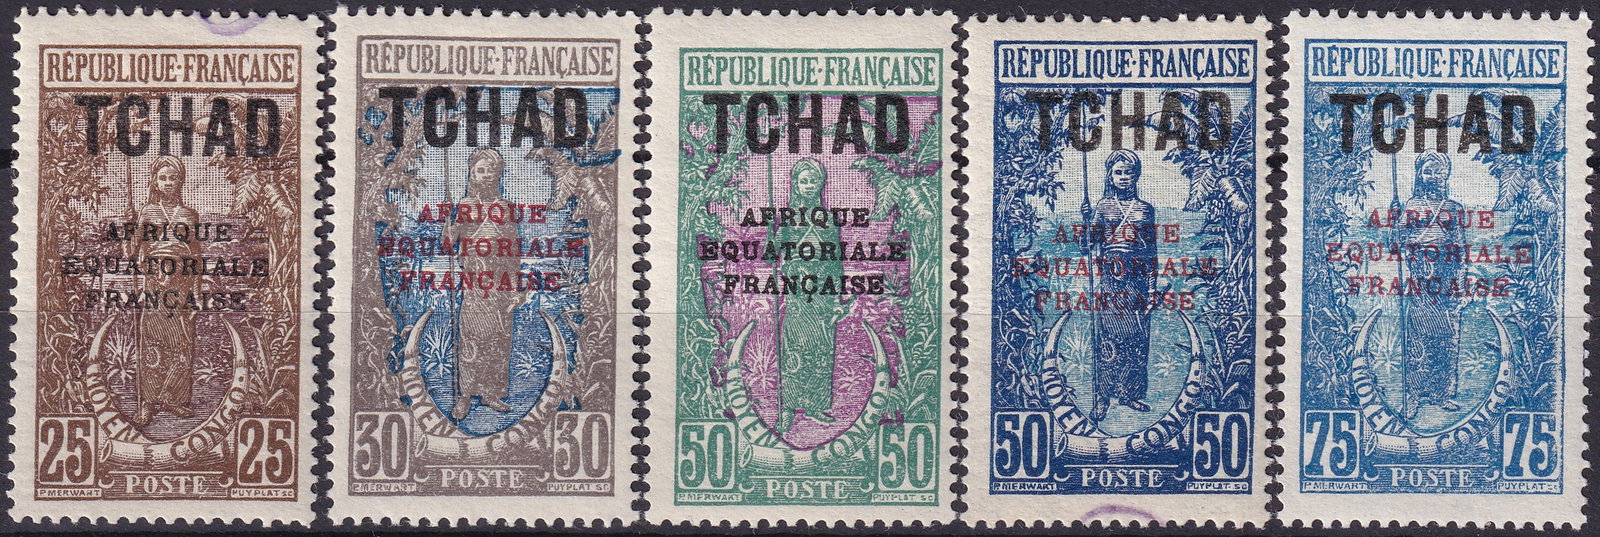 RÉPUBLIQUE·FRANÇAISE
TCHAD
AFRIQUE
EQUATORIALE
FRANÇAISE
MOYEN CONGO
25 POSTE 25
P.MERWART PUYPLAT SC
RÉPUBLIQUE·FRANÇAISE
TCHAD
AFRIQUE
EQUATORIALE
FRANÇAISE
MOYEN CONGO
30 POSTE 30
P.MERWART PUYPLAT SC
RÉPUBLIQUE·FRANÇAISE
TCHAD
AFRIQUE
EQUATORIALE
FRANÇAISE
MOYEN CONGO
50 POSTE 50
P.MERWART PUYPLAT SC
RÉPUBLIQUE·FRANÇAISE
TCHAD
AFRIQUE
EQUATORIALE
FRANÇAISE
MOYEN CONGO
50 POSTE 50
P.MERWART PUYPLAT SC
RÉPUBLIQUE·FRANÇAISE
TCHAD
AFRIQUE
EQUATORIALE
FRANÇAISE
MOYEN CONGO
75 POSTE 75
P.MERWART PUYPLAT SC